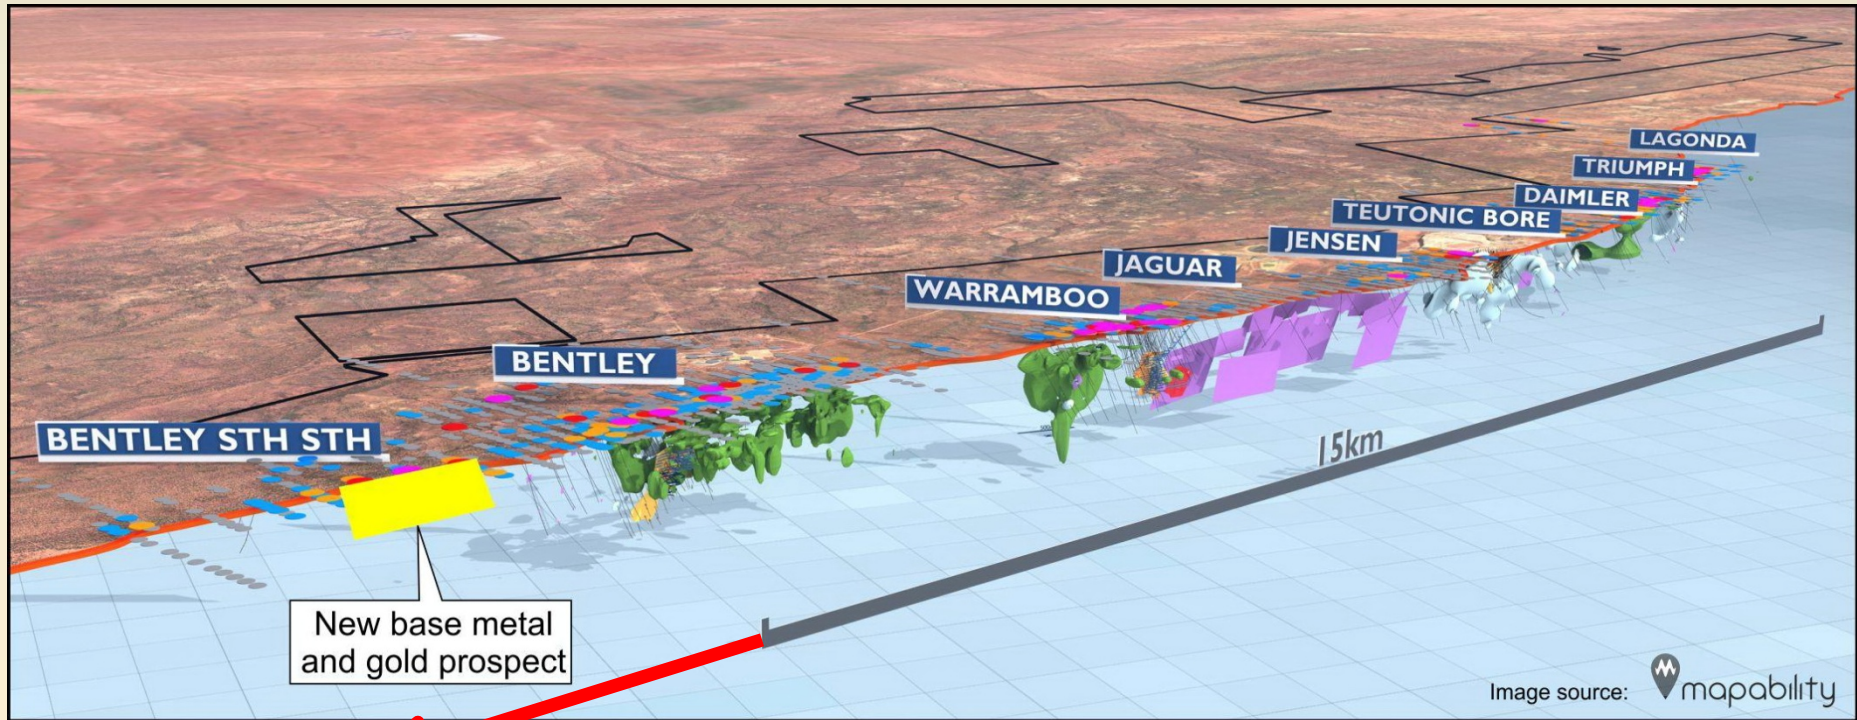 LAGONDA
TRIUMPH
DAIMLER
TEUTONIC BORE
JENSEN
JAGUAR
WARRAMBOO
BENTLEY
BENTLEY STH STH
15km
New base metal
and gold prospect
Image source: mapability